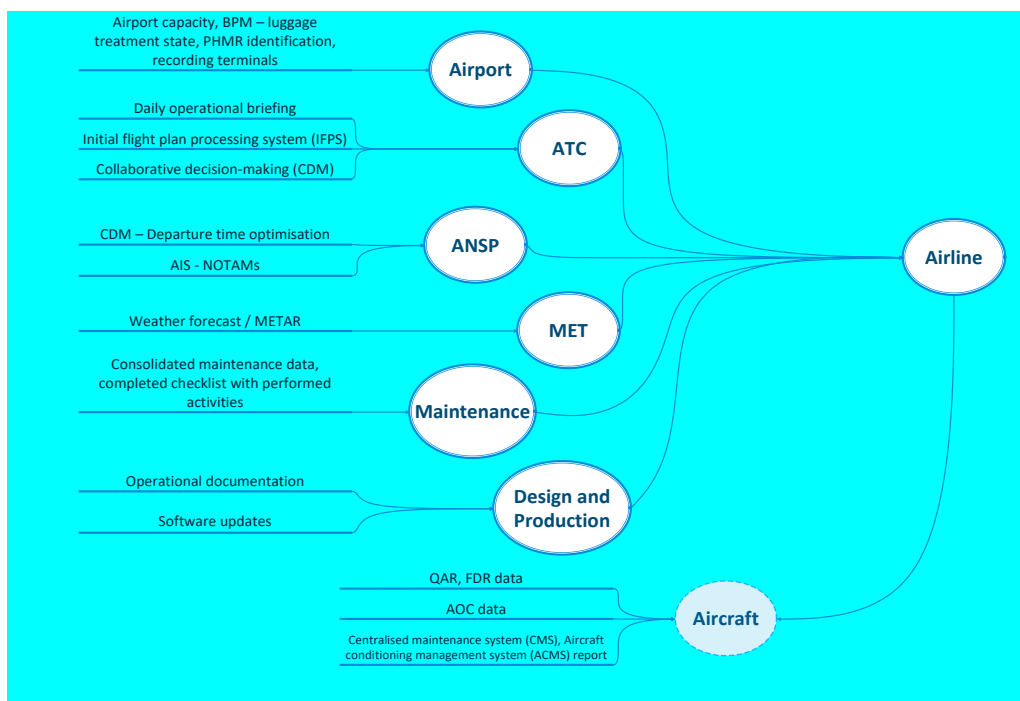 Airport capacity, BPM – luggage
treatment state, PHMR identification,
recording terminals
Airport
Daily operational briefing
Initial flight plan processing system (IFPS)
Collaborative decision-making (CDM)
ATC
CDM – Departure time optimisation
AIS - NOTAMs
ANSP
Airline
Weather forecast / METAR
MET
Consolidated maintenance data,
completed checklist with performed
activities
Maintenance
Operational documentation
Software updates
Design and
Production
QAR, FDR data
AOC data
Centralised maintenance system (CMS), Aircraft
conditioning management system (ACMS) report
Aircraft